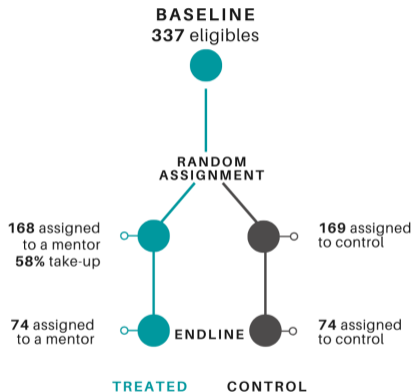 BASELINE
337 eligibles
RANDOM
ASSIGNMENT
168 assigned
to a mentor
58% take-up
169 assigned
to control
74 assigned
to a mentor
ENDLINE
74 assigned
to control
TREATED
CONTROL